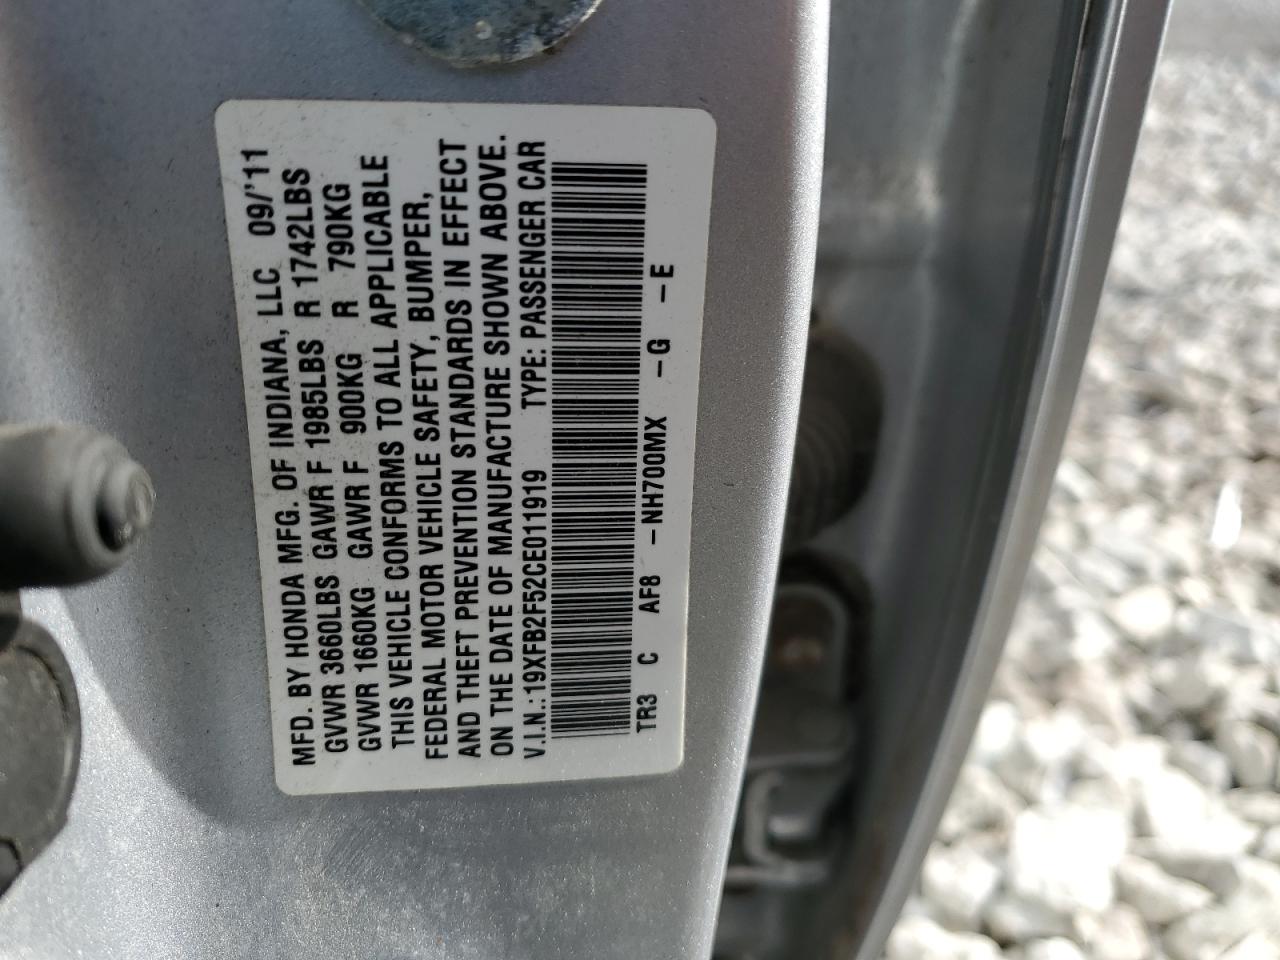 MFD. BY HONDA MFG. OF INDIANA, LLC 09/'11
GVWR 3660LBS GAWR F 1985LBS R 1742LBS
GVWR 1660KG GAWR F 900KG R 790KG
THIS VEHICLE CONFORMS TO ALL APPLICABLE
FEDERAL MOTOR VEHICLE SAFETY, BUMPER,
AND THEFT PREVENTION STANDARDS IN EFFECT
ON THE DATE OF MANUFACTURE SHOWN ABOVE.
V.I.N.:19XFB2F52CE011919 TYPE: PASSENGER CAR
TR3 C AF8 -NH700MX -G -E